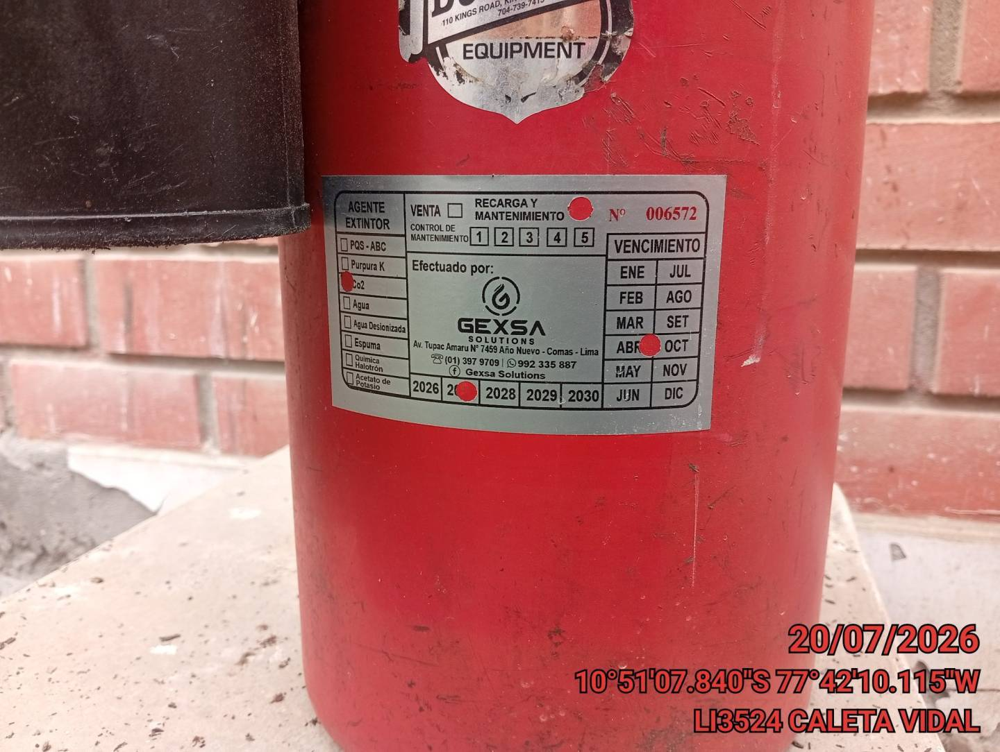 110 KINGS ROAD,
704-739-7415
EQUIPMENT
AGENTE
EXTINTOR
PQS - ABC
Purpura K
Co2
Agua
Agua Desionizada
Espuma
Quimica
Halotrón
Acetato de
Potasio
VENTA
RECARGA Y
MANTENIMIENTO
CONTROL DE
MANTENIMIENTO 1 2 3 4 5
Efectuado por:
GEXSA
SOLUTIONS
Av. Tupac Amaru N° 7459 Año Nuevo - Comas - Lima
(01) 397 9709 | 992 335 887
Gexsa Solutions
2026 2028 2029 2030
Nº 006572
VENCIMIENTO
ENE JUL
FEB AGO
MAR SET
ABR OCT
MAY NOV
JUN DIC
20/07/2026
10°51'07.840"S 77°42'10.115"W
LI3524 CALETA VIDAL